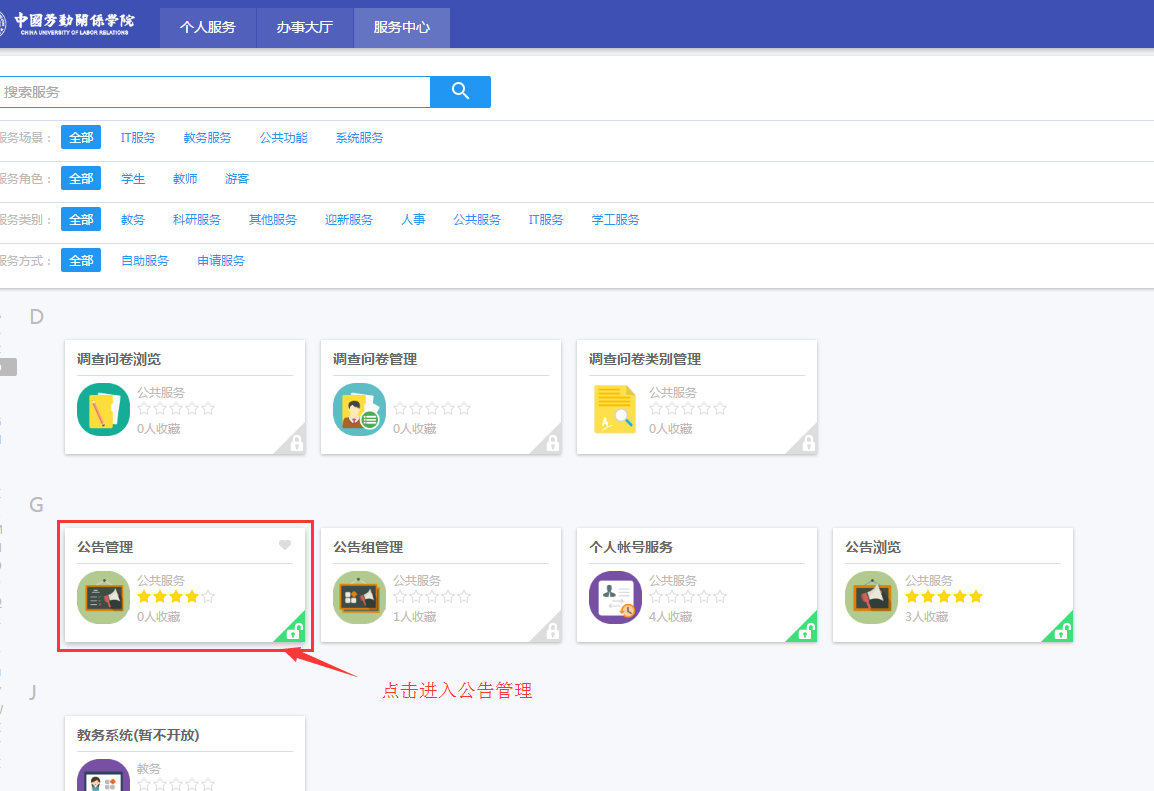 中國劳動關係學院
CHINA UNIVERSITY OF LABOR RELATIONS
个人服务 办事大厅 服务中心
搜索服务
服务场景： 全部 IT服务 教务服务 公共功能 系统服务
服务角色： 全部 学生 教师 游客
服务类别： 全部 教务 科研服务 其他服务 迎新服务 人事 公共服务 IT服务 学工服务
服务方式： 全部 自助服务 申请服务
D
调查问卷浏览
公共服务
0人收藏
调查问卷管理
0人收藏
调查问卷类别管理
公共服务
0人收藏
G
公告管理
公共服务
0人收藏
公告组管理
公共服务
1人收藏
个人帐号服务
公共服务
4人收藏
公告浏览
公共服务
3人收藏
点击进入公告管理
J
教务系统(暂不开放)
教务